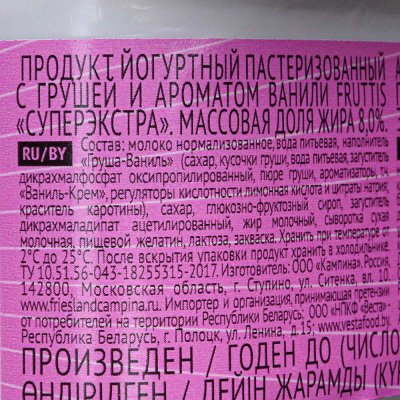 ПРОДУКТ ЙОГУРТНЫЙ ПАСТЕРИЗОВАННЫЙ
С ГРУШЕЙ И АРОМАТОМ ВАНИЛИ FRUTTIS
«СУПЕРЭКСТРА». МАССОВАЯ ДОЛЯ ЖИРА 8,0%.
RU/BY Состав: молоко нормализованное, вода питьевая, наполнитель
«Груша-Ваниль» (сахар, кусочки груши, вода питьевая, загуститель
дикрахмалфосфат оксипропилированный, пюре груши, ароматизаторы, тн
«Ваниль-Крем», регуляторы кислотности лимонная кислота и цитраты натрия;
краситель каротины), сахар, глюкозно-фруктозный сироп, загуститель
дикрахмаладипат ацетилированный, жир молочный, сыворотка сухая
молочная, пищевой желатин, лактоза, закваска. Хранить при температуре от
2°С до 25°С. После вскрытия упаковки продукт хранить в холодильнике.
ТУ 10.51.56-043-18255315-2017. Изготовитель: ООО «Кампина». Россия,
142800, Московская область, г. Ступино, ул. Ситенка, вл. 10.
www.frieslandcampina.ru. Импортер и организация, принимающая претензии
от потребителей на территории Республики Беларусь: ООО «НПКФ «Веста»
Республика Беларусь, г. Полоцк, ул. Ленина, д.15; www.vestafood.by.
ПРОИЗВЕДЕН / ГОДЕН ДО (ЧИСЛО
ӨНДІРІЛГЕН / ДЕЙІН ЖАРАМДЫ (КҮН